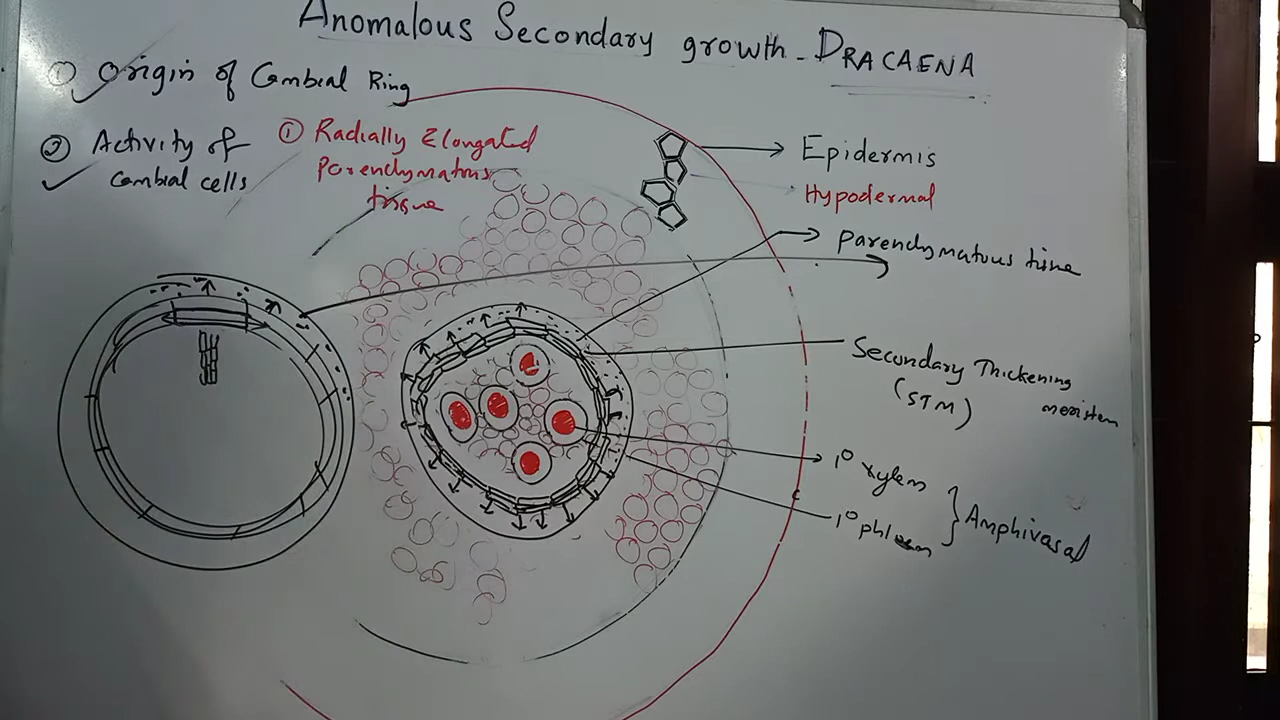 Anomalous Secondary growth - DRACAENA
① Origin of Cambial Ring
② Activity of
Cambial cells
① Radially Elongated
Parenchymatous
tissue
Epidermis
Hypodermal
Parenchymatous tissue
Secondary Thickening
(STM) meristem
1° xylem
1° phloem
} Amphivasal